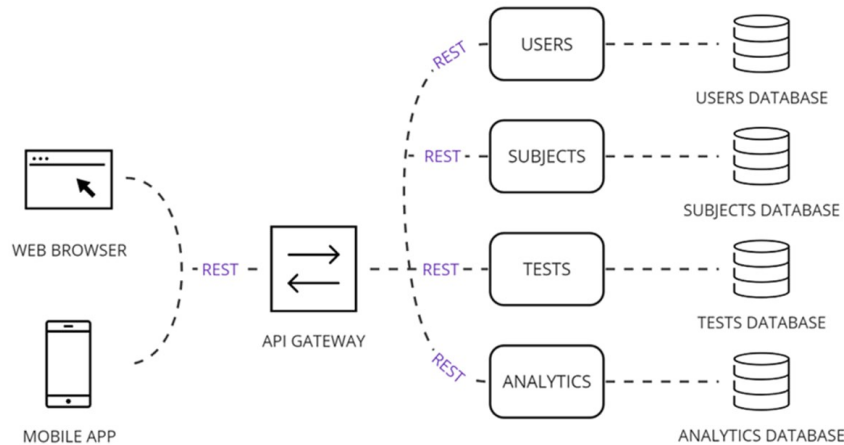 REST
USERS
USERS DATABASE
REST
SUBJECTS
SUBJECTS DATABASE
WEB BROWSER
REST
API GATEWAY
REST
TESTS
TESTS DATABASE
REST
ANALYTICS
ANALYTICS DATABASE
MOBILE APP